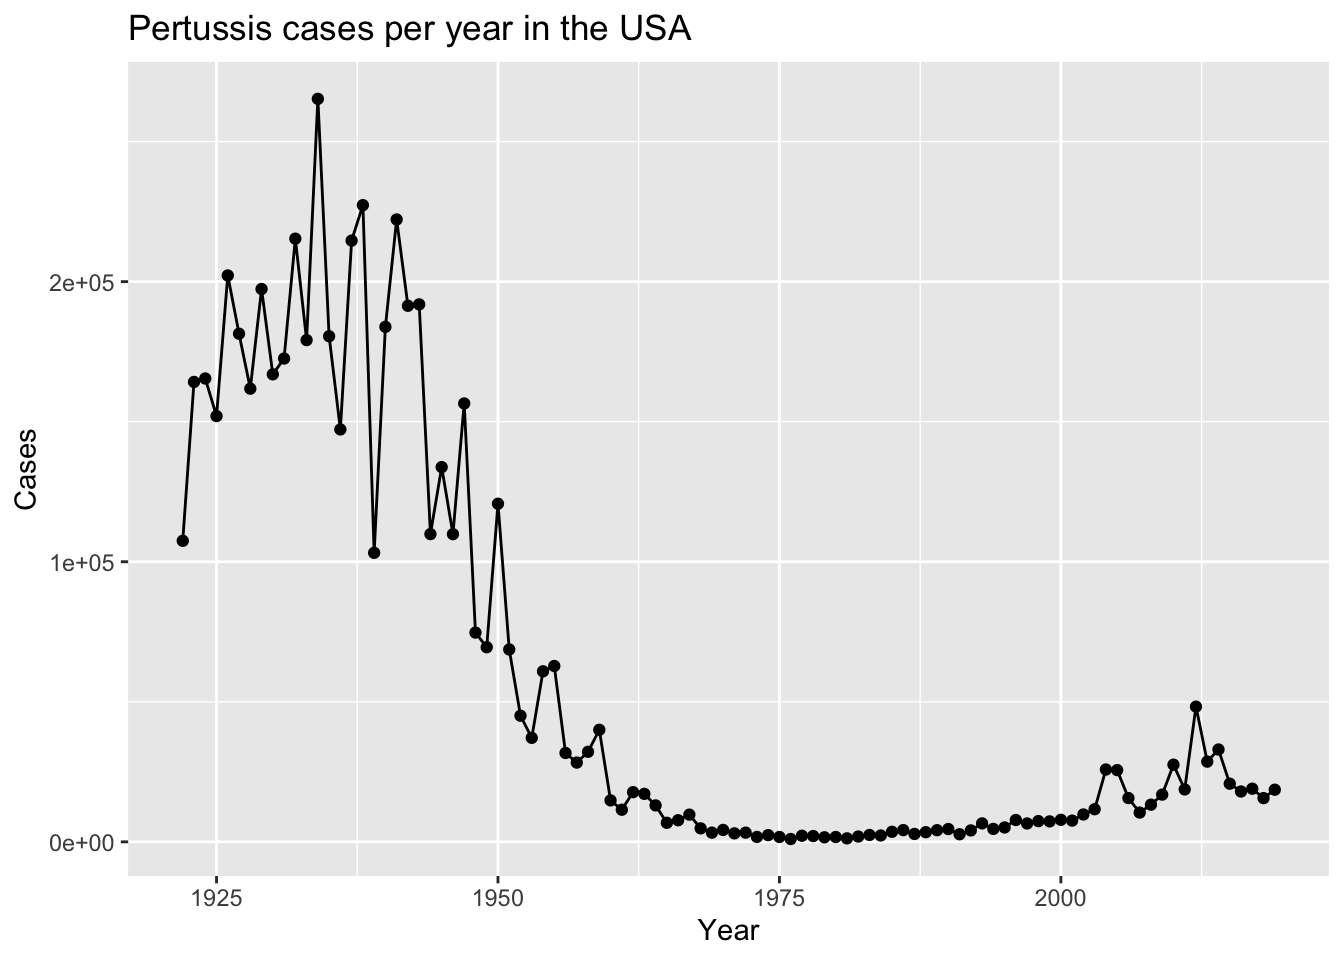 Pertussis cases per year in the USA
Cases
2e+05
1e+05
0e+00
1925 1950 1975 2000
Year